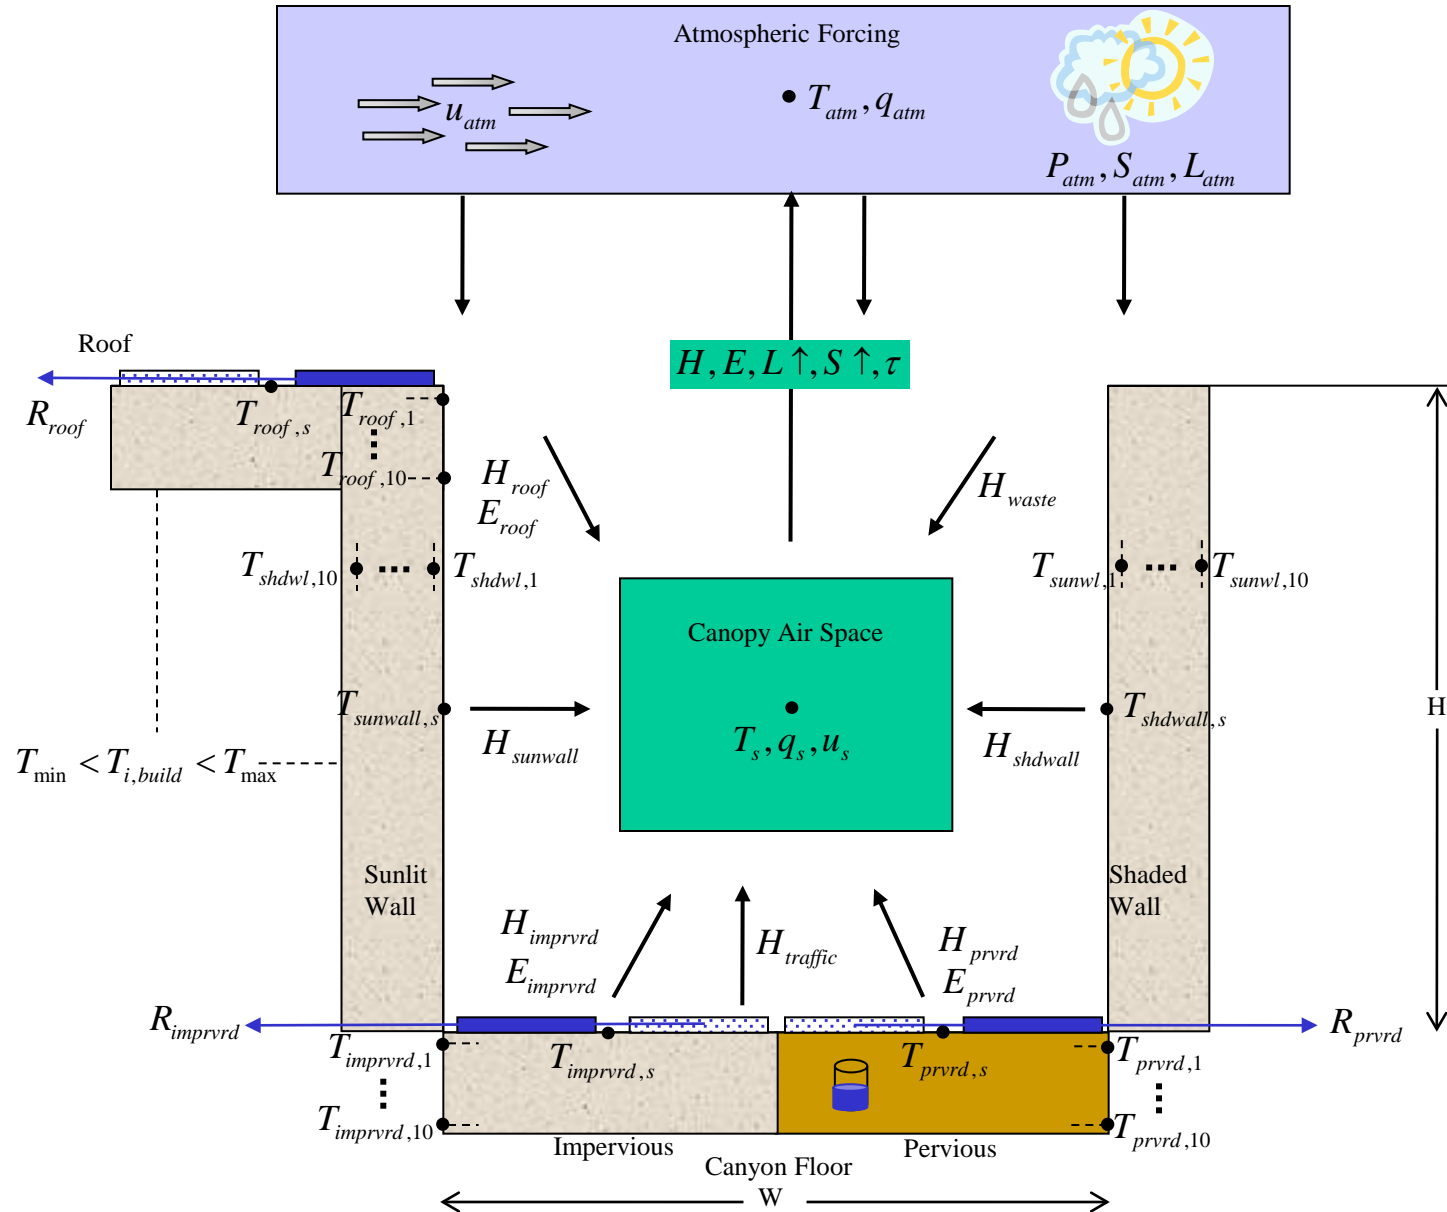 Atmospheric Forcing
u_atm
T_atm, q_atm
P_atm, S_atm, L_atm
H, E, L ↑, S ↑, τ
Roof
R_roof
T_roof,s
T_roof,1
T_roof,10
H_roof
E_roof
H_waste
T_shdwl,10
T_shdwl,1
T_sunwl,1
T_sunwl,10
Canopy Air Space
T_s, q_s, u_s
T_sunwall,s
H_sunwall
T_shdwall,s
H_shdwall
H
T_min < T_i,build < T_max
Sunlit
Wall
Shaded
Wall
H_imprvrd
E_imprvrd
H_traffic
H_prvrd
E_prvrd
R_imprvrd
R_prvrd
T_imprvrd,1
T_imprvrd,s
T_prvrd,s
T_prvrd,1
T_imprvrd,10
T_prvrd,10
Impervious
Pervious
Canyon Floor
W